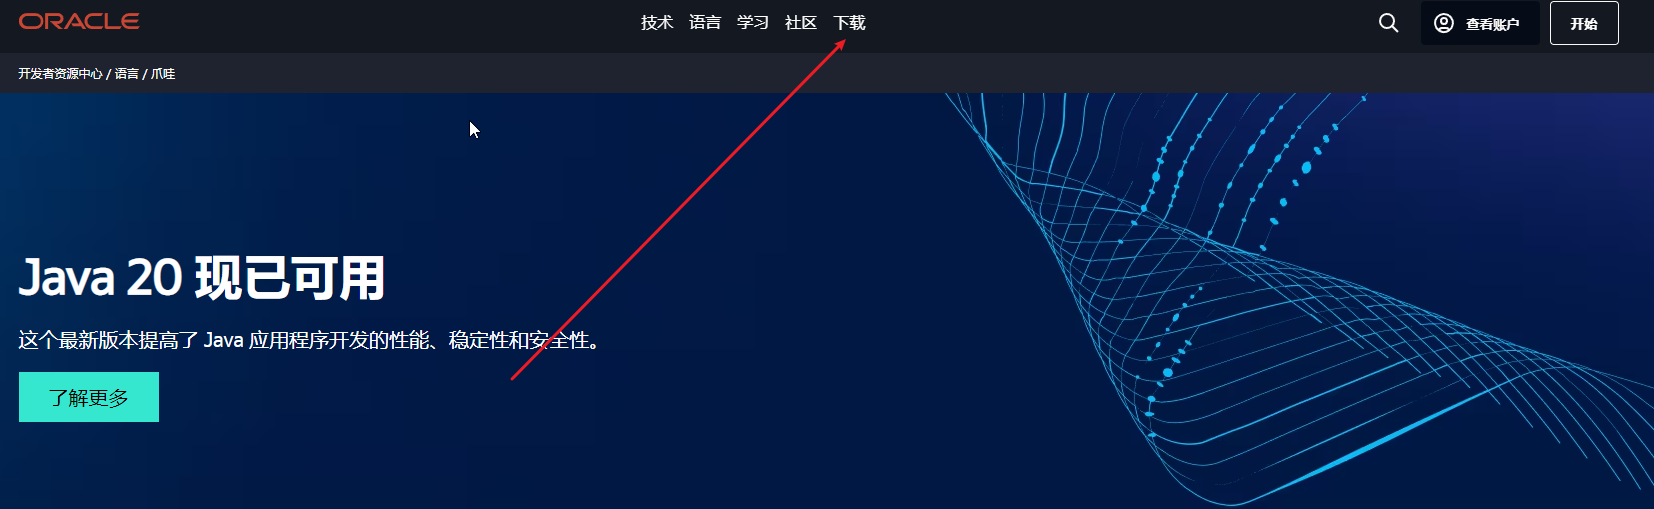 ORACLE
技术 语言 学习 社区 下载
查看账户
开始
开发者资源中心 / 语言 / 爪哇
Java 20 现已可用
这个最新版本提高了 Java 应用程序开发的性能、稳定性和安全性。
了解更多